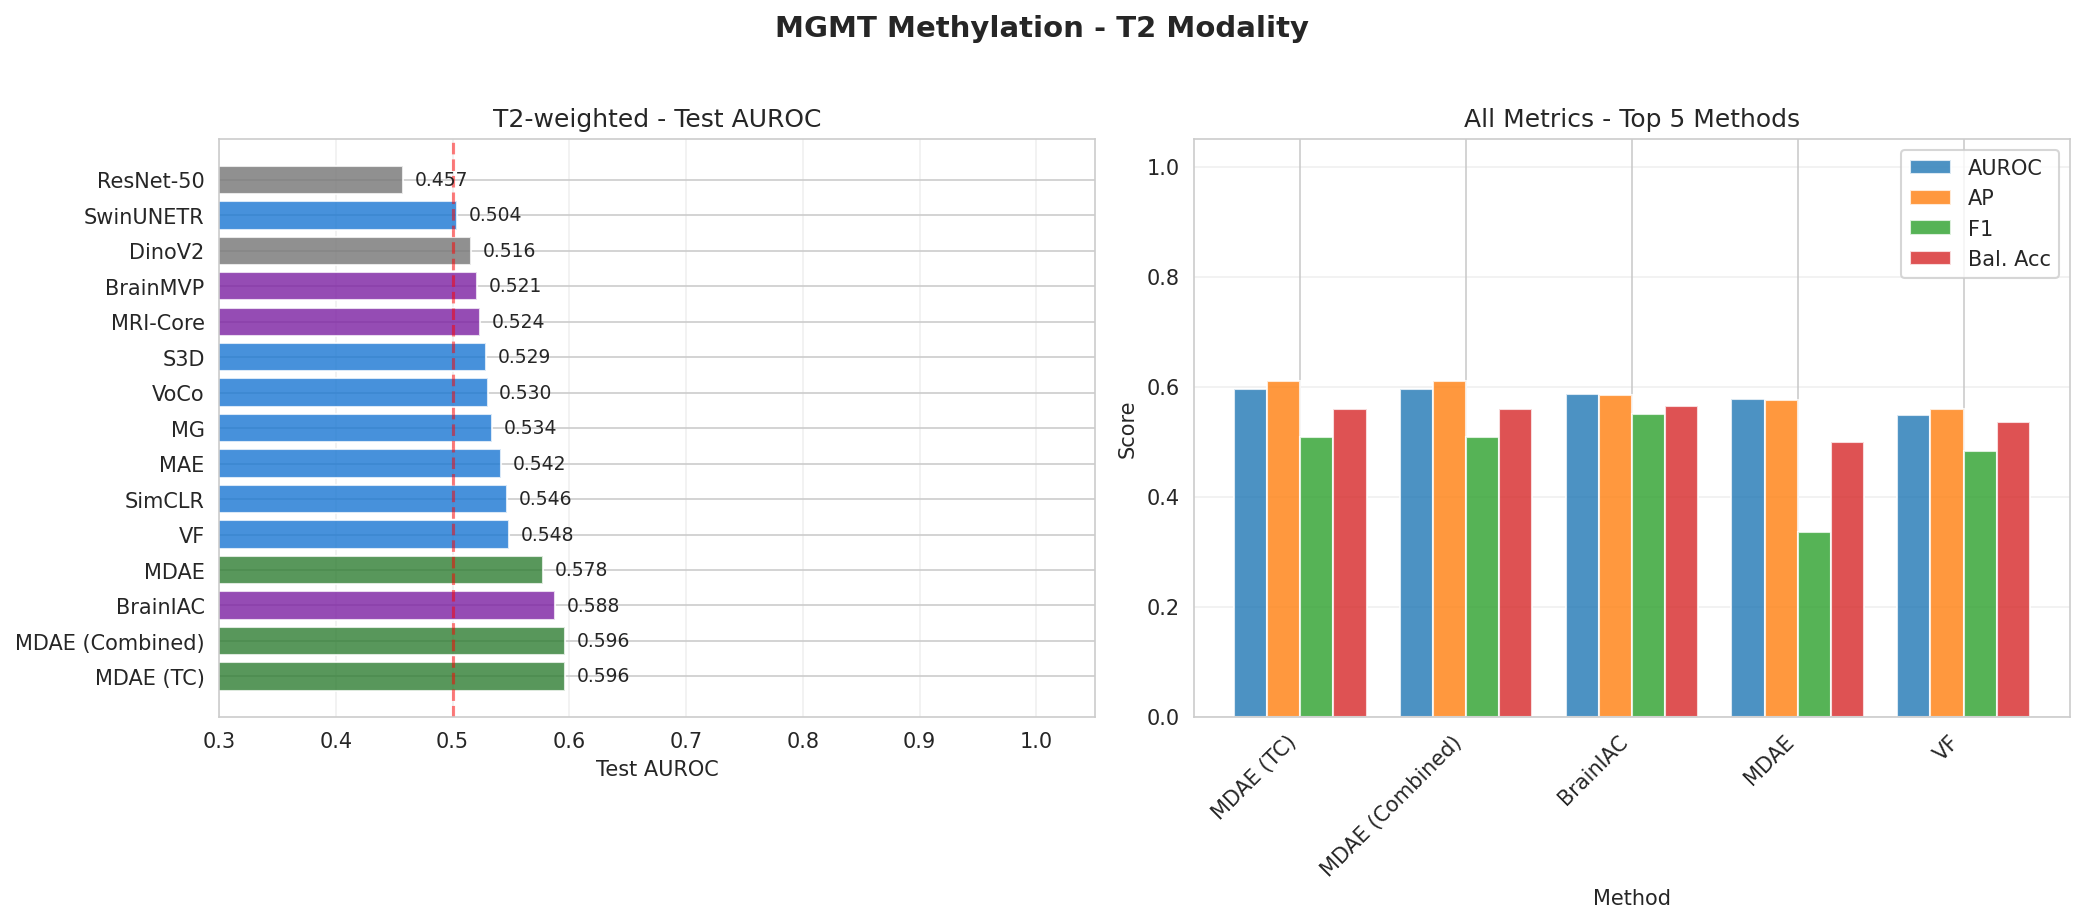 MGMT Methylation - T2 Modality
T2-weighted - Test AUROC
ResNet-50
0.457
SwinUNETR
0.504
DinoV2
0.516
BrainMVP
0.521
MRI-Core
0.524
S3D
0.529
VoCo
0.530
MG
0.534
MAE
0.542
SimCLR
0.546
VF
0.548
MDAE
0.578
BrainIAC
0.588
MDAE (Combined)
0.596
MDAE (TC)
0.596
0.3 0.4 0.5 0.6 0.7 0.8 0.9 1.0
Test AUROC
All Metrics - Top 5 Methods
AUROC
AP
F1
Bal. Acc
1.0
0.8
0.6
0.4
0.2
0.0
Score
MDAE (TC)
MDAE (Combined)
BrainIAC
MDAE
VF
Method